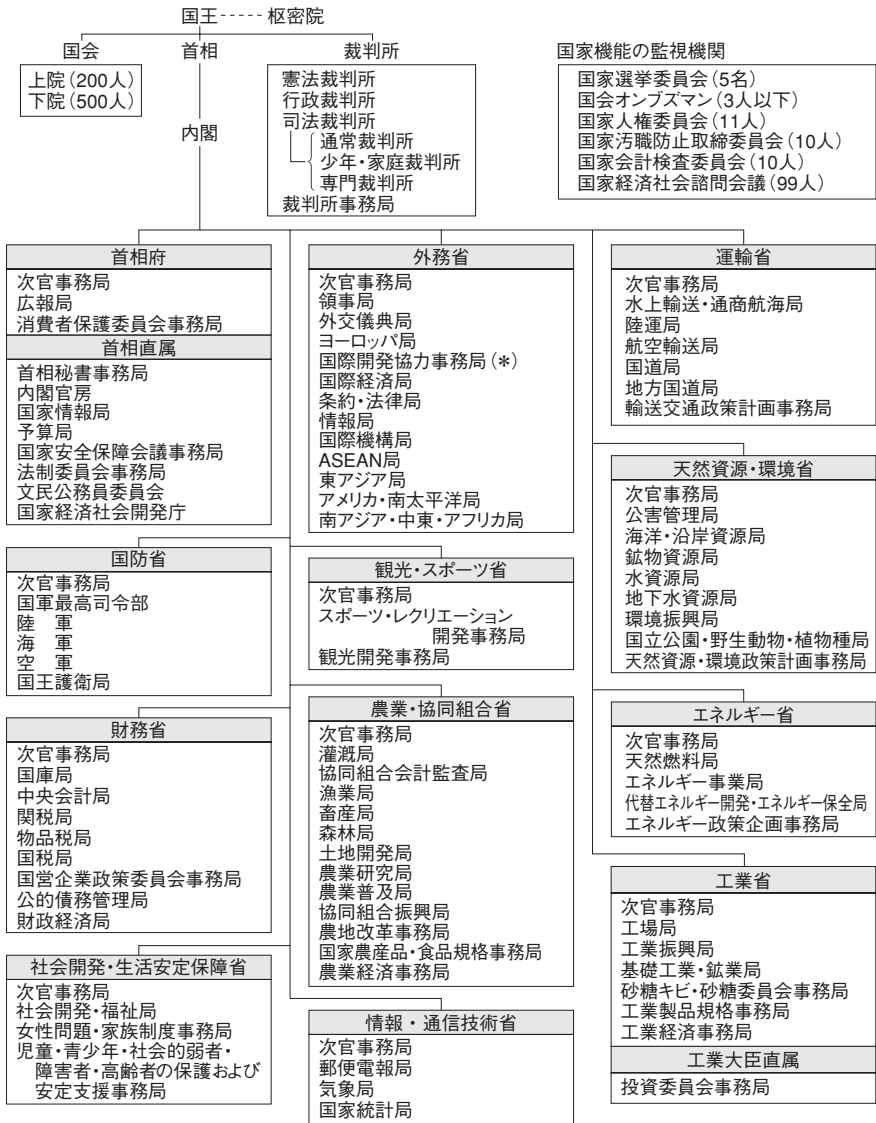 国王-----枢密院
国会
首相
裁判所
国家機能の監視機関
上院(200人)
下院(500人)
内閣
憲法裁判所
行政裁判所
司法裁判所
通常裁判所
少年・家庭裁判所
専門裁判所
裁判所事務局
国家選挙委員会(5名)
国会オンブズマン(3人以下)
国家人権委員会(11人)
国家汚職防止取締委員会(10人)
国家会計検査委員会(10人)
国家経済社会諮問会議(99人)
首相府
次官事務局
広報局
消費者保護委員会事務局
首相直属
首相秘書事務局
内閣官房
国家情報局
予算局
国家安全保障会議事務局
法制委員会事務局
文民公務員委員会
国家経済社会開発庁
国防省
次官事務局
国軍最高司令部
陸 軍
海 軍
空 軍
国王護衛局
財務省
次官事務局
国庫局
中央会計局
関税局
物品税局
国税局
国営企業政策委員会事務局
公的債務管理局
財政経済局
社会開発・生活安定保障省
次官事務局
社会開発・福祉局
女性問題・家族制度事務局
児童・青少年・社会的弱者・
障害者・高齢者の保護および
安定支援事務局
外務省
次官事務局
領事局
外交儀典局
ヨーロッパ局
国際開発協力事務局(*)
国際経済局
条約・法律局
情報局
国際機構局
ASEAN局
東アジア局
アメリカ・南太平洋局
南アジア・中東・アフリカ局
観光・スポーツ省
次官事務局
スポーツ・レクリエーション
開発事務局
観光開発事務局
農業・協同組合省
次官事務局
灌漑局
協同組合会計監査局
漁業局
畜産局
森林局
土地開発局
農業研究局
農業普及局
協同組合振興局
農地改革事務局
国家農産品・食品規格事務局
農業経済事務局
情報・通信技術省
次官事務局
郵便電報局
気象局
国家統計局
運輸省
次官事務局
水上輸送・通商航海局
陸運局
航空輸送局
国道局
地方国道局
輸送交通政策計画事務局
天然資源・環境省
次官事務局
公害管理局
海洋・沿岸資源局
鉱物資源局
水資源局
地下水資源局
環境振興局
国立公園・野生動物・植物種局
天然資源・環境政策計画事務局
エネルギー省
次官事務局
天然燃料局
エネルギー事業局
代替エネルギー開発・エネルギー保全局
エネルギー政策企画事務局
工業省
次官事務局
工場局
工業振興局
基礎工業・鉱業局
砂糖キビ・砂糖委員会事務局
工業製品規格事務局
工業経済事務局
工業大臣直属
投資委員会事務局